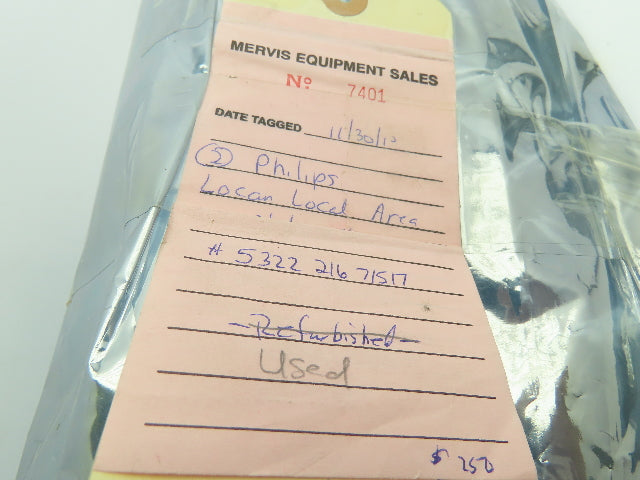 MERVIS EQUIPMENT SALES
Nº 7401
DATE TAGGED 11/30/1
② Philips
Locan Local Area
# 5322 216 71517
Refurbished
Used
$ 250